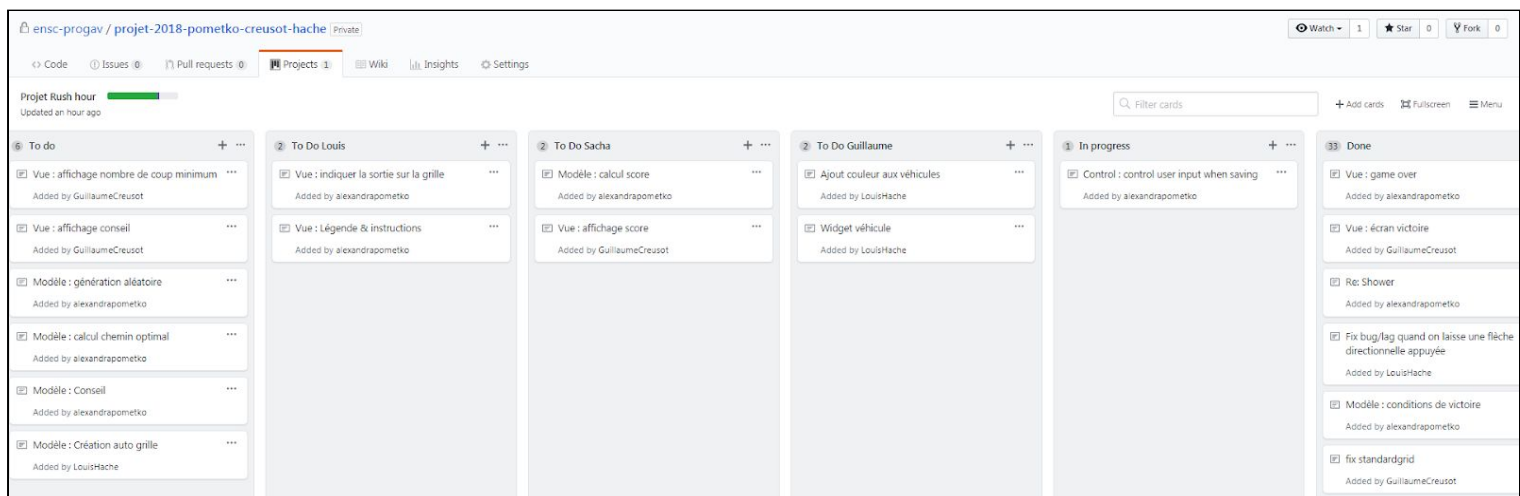 ensc-progav / projet-2018-pometko-creusot-hache Private
Watch 1 Star 0 Fork 0
Code Issues 0 Pull requests 0 Projects 1 Wiki Insights Settings
Projet Rush hour
Updated an hour ago
Filter cards
+ Add cards Fullscreen Menu
6 To do
Vue : affichage nombre de coup minimum
Added by GuillaumeCreusot
Vue : affichage conseil
Added by GuillaumeCreusot
Modèle : génération aléatoire
Added by alexandrapometko
Modèle : calcul chemin optimal
Added by alexandrapometko
Modèle : Conseil
Added by alexandrapometko
Modèle : Création auto grille
Added by LouisHache
2 To Do Louis
Vue : indiquer la sortie sur la grille
Added by alexandrapometko
Vue : Légende & instructions
Added by alexandrapometko
2 To Do Sacha
Modèle : calcul score
Added by alexandrapometko
Vue : affichage score
Added by GuillaumeCreusot
2 To Do Guillaume
Ajout couleur aux véhicules
Added by LouisHache
Widget véhicule
Added by LouisHache
1 In progress
Control : control user input when saving
Added by alexandrapometko
33 Done
Vue : game over
Added by alexandrapometko
Vue : écran victoire
Added by GuillaumeCreusot
Re: Shower
Added by alexandrapometko
Fix bug/lag quand on laisse une flèche
directionnelle appuyée
Added by LouisHache
Modèle : conditions de victoire
Added by alexandrapometko
fix standardgrid
Added by GuillaumeCreusot